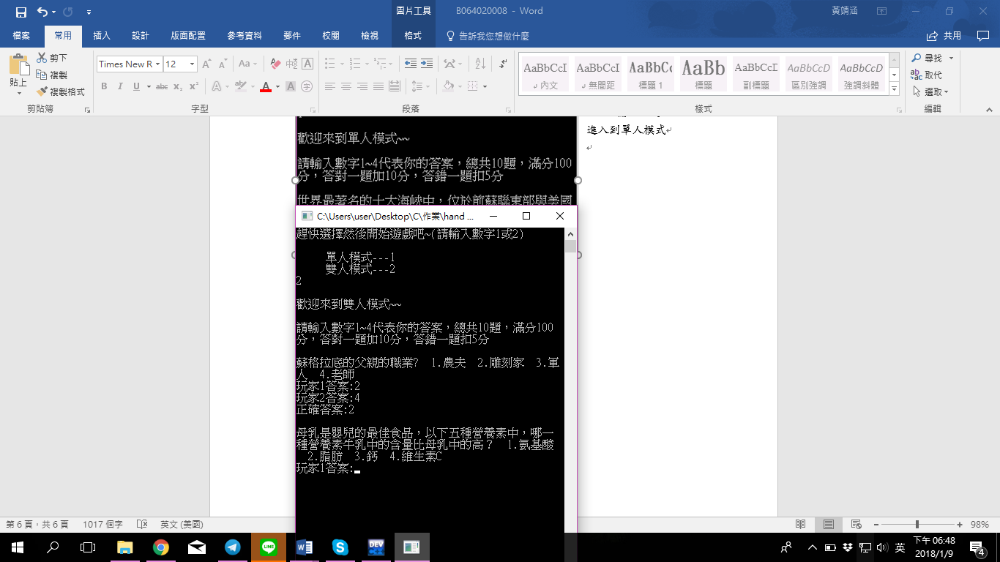 圖片工具
B064020008 - Word
黃靖涵
檔案 常用 插入 設計 版面配置 參考資料 郵件 校閱 檢視 格式 告訴我您想做什麼 共用
貼上
剪下
複製
複製格式
剪貼簿
Times New R 12
字型
段落
AaBbCcI AaBbCcI AaBbCc AaBb AaBbCcI AaBbCcD AaBbCcD
內文 無間距 標題 1 標題 副標題 區別強調 強調斜體
樣式
尋找
取代
選取
編輯
進入到單人模式
歡迎來到單人模式~~
請輸入數字1~4代表你的答案，總共10題，滿分100
分，答對一題加10分，答錯一題扣5分
世界最著名的十大海峽中，位於前蘇聯東部與美國
C:\Users\user\Desktop\C\作業\hand ...
趕快選擇然後開始遊戲吧~(請輸入數字1或2)
單人模式---1
雙人模式---2
2
歡迎來到雙人模式~~
請輸入數字1~4代表你的答案，總共10題，滿分100
分，答對一題加10分，答錯一題扣5分
蘇格拉底的父親的職業? 1.農夫 2.雕刻家 3.軍
人 4.老師
玩家1答案:2
玩家2答案:4
正確答案:2
母乳是嬰兒的最佳食品，以下五種營養素中，哪一
種營養素牛乳中的含量比母乳中的高？ 1.氨基酸
2.脂肪 3.鈣 4.維生素C
玩家1答案:
第 6 頁，共 6 頁 1017 個字 英文 (美國) 98%
英
下午 06:48
2018/1/9
4